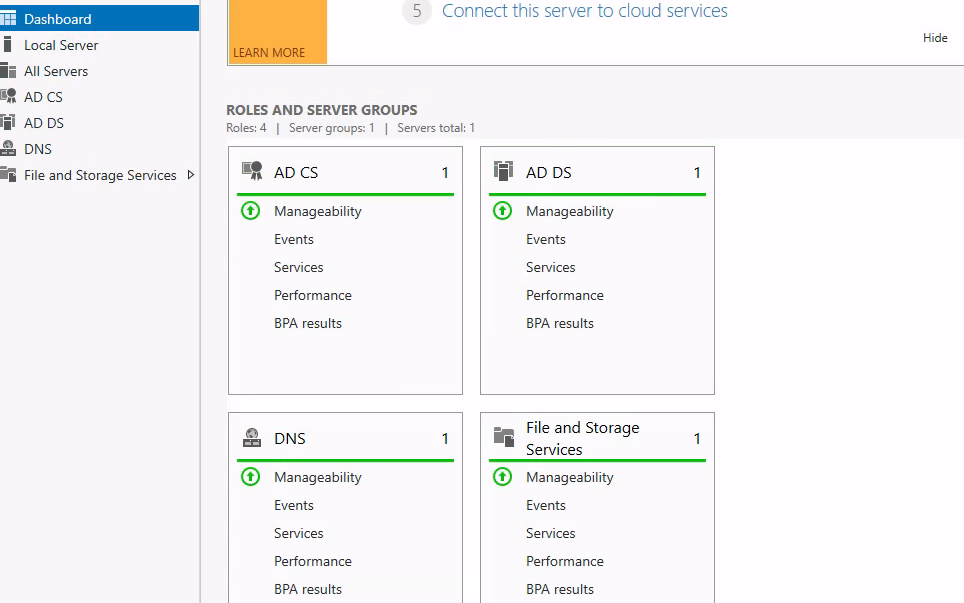 Dashboard
Local Server
All Servers
AD CS
AD DS
DNS
File and Storage Services
LEARN MORE
5 Connect this server to cloud services
Hide
ROLES AND SERVER GROUPS
Roles: 4 | Server groups: 1 | Servers total: 1
AD CS 1
Manageability
Events
Services
Performance
BPA results
AD DS 1
Manageability
Events
Services
Performance
BPA results
DNS 1
Manageability
Events
Services
Performance
BPA results
File and Storage
Services 1
Manageability
Events
Services
Performance
BPA results